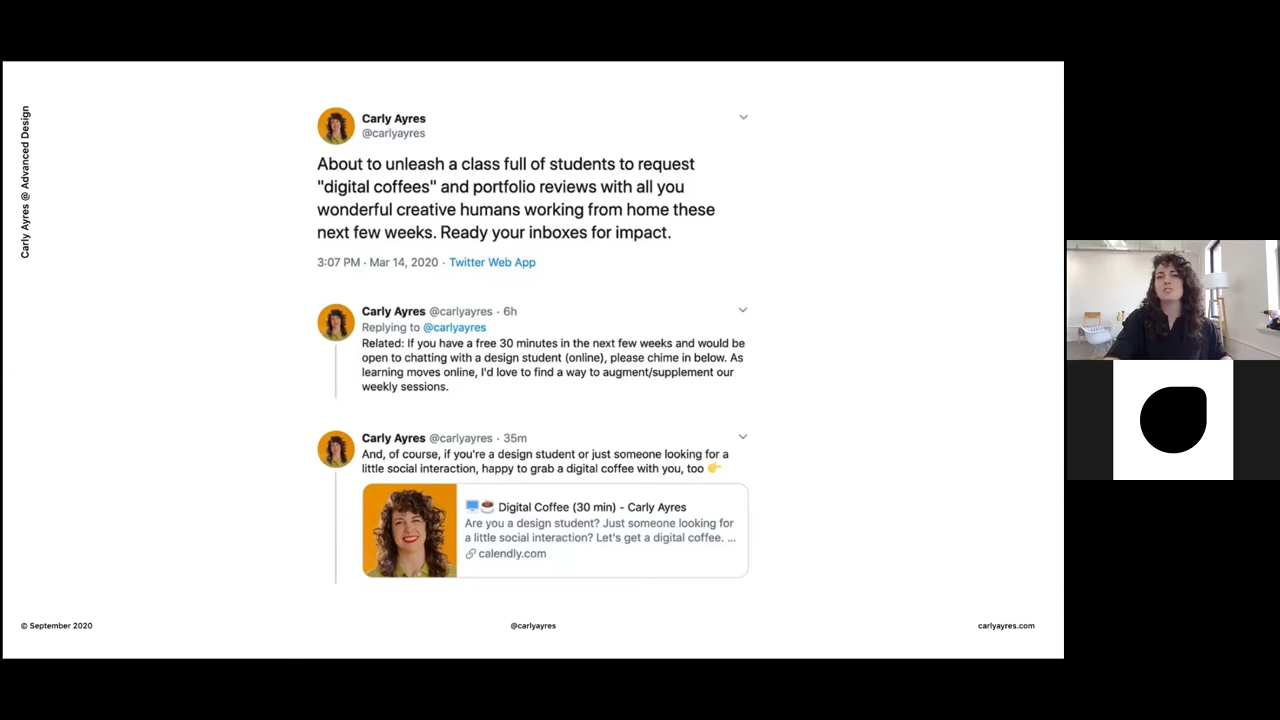 Carly Ayres @ Advanced Design
Carly Ayres
@carlyayres
About to unleash a class full of students to request
"digital coffees" and portfolio reviews with all you
wonderful creative humans working from home these
next few weeks. Ready your inboxes for impact.
3:07 PM · Mar 14, 2020 · Twitter Web App
Carly Ayres @carlyayres · 6h
Replying to @carlyayres
Related: If you have a free 30 minutes in the next few weeks and would be
open to chatting with a design student (online), please chime in below. As
learning moves online, I'd love to find a way to augment/supplement our
weekly sessions.
Carly Ayres @carlyayres · 35m
And, of course, if you're a design student or just someone looking for a
little social interaction, happy to grab a digital coffee with you, too 👉
🖥️☕ Digital Coffee (30 min) - Carly Ayres
Are you a design student? Just someone looking for
a little social interaction? Let's get a digital coffee. ...
calendly.com
© September 2020
@carlyayres
carlyayres.com